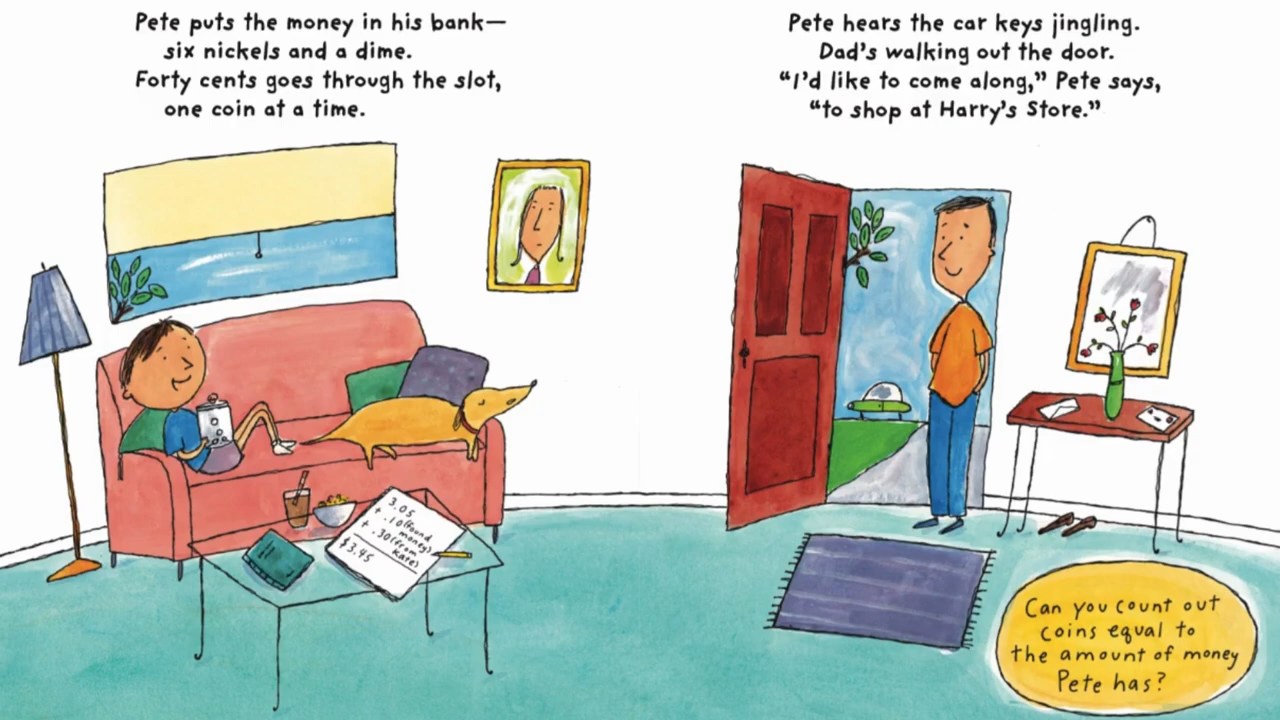 Pete puts the money in his bank—
six nickels and a dime.
Forty cents goes through the slot,
one coin at a time.
Pete hears the car keys jingling.
Dad's walking out the door.
“I'd like to come along,” Pete says,
“to shop at Harry's Store.”
3.05
+ .10 (found
money)
+ .30 (from
Kate)
$3.45
Can you count out
coins equal to
the amount of money
Pete has?